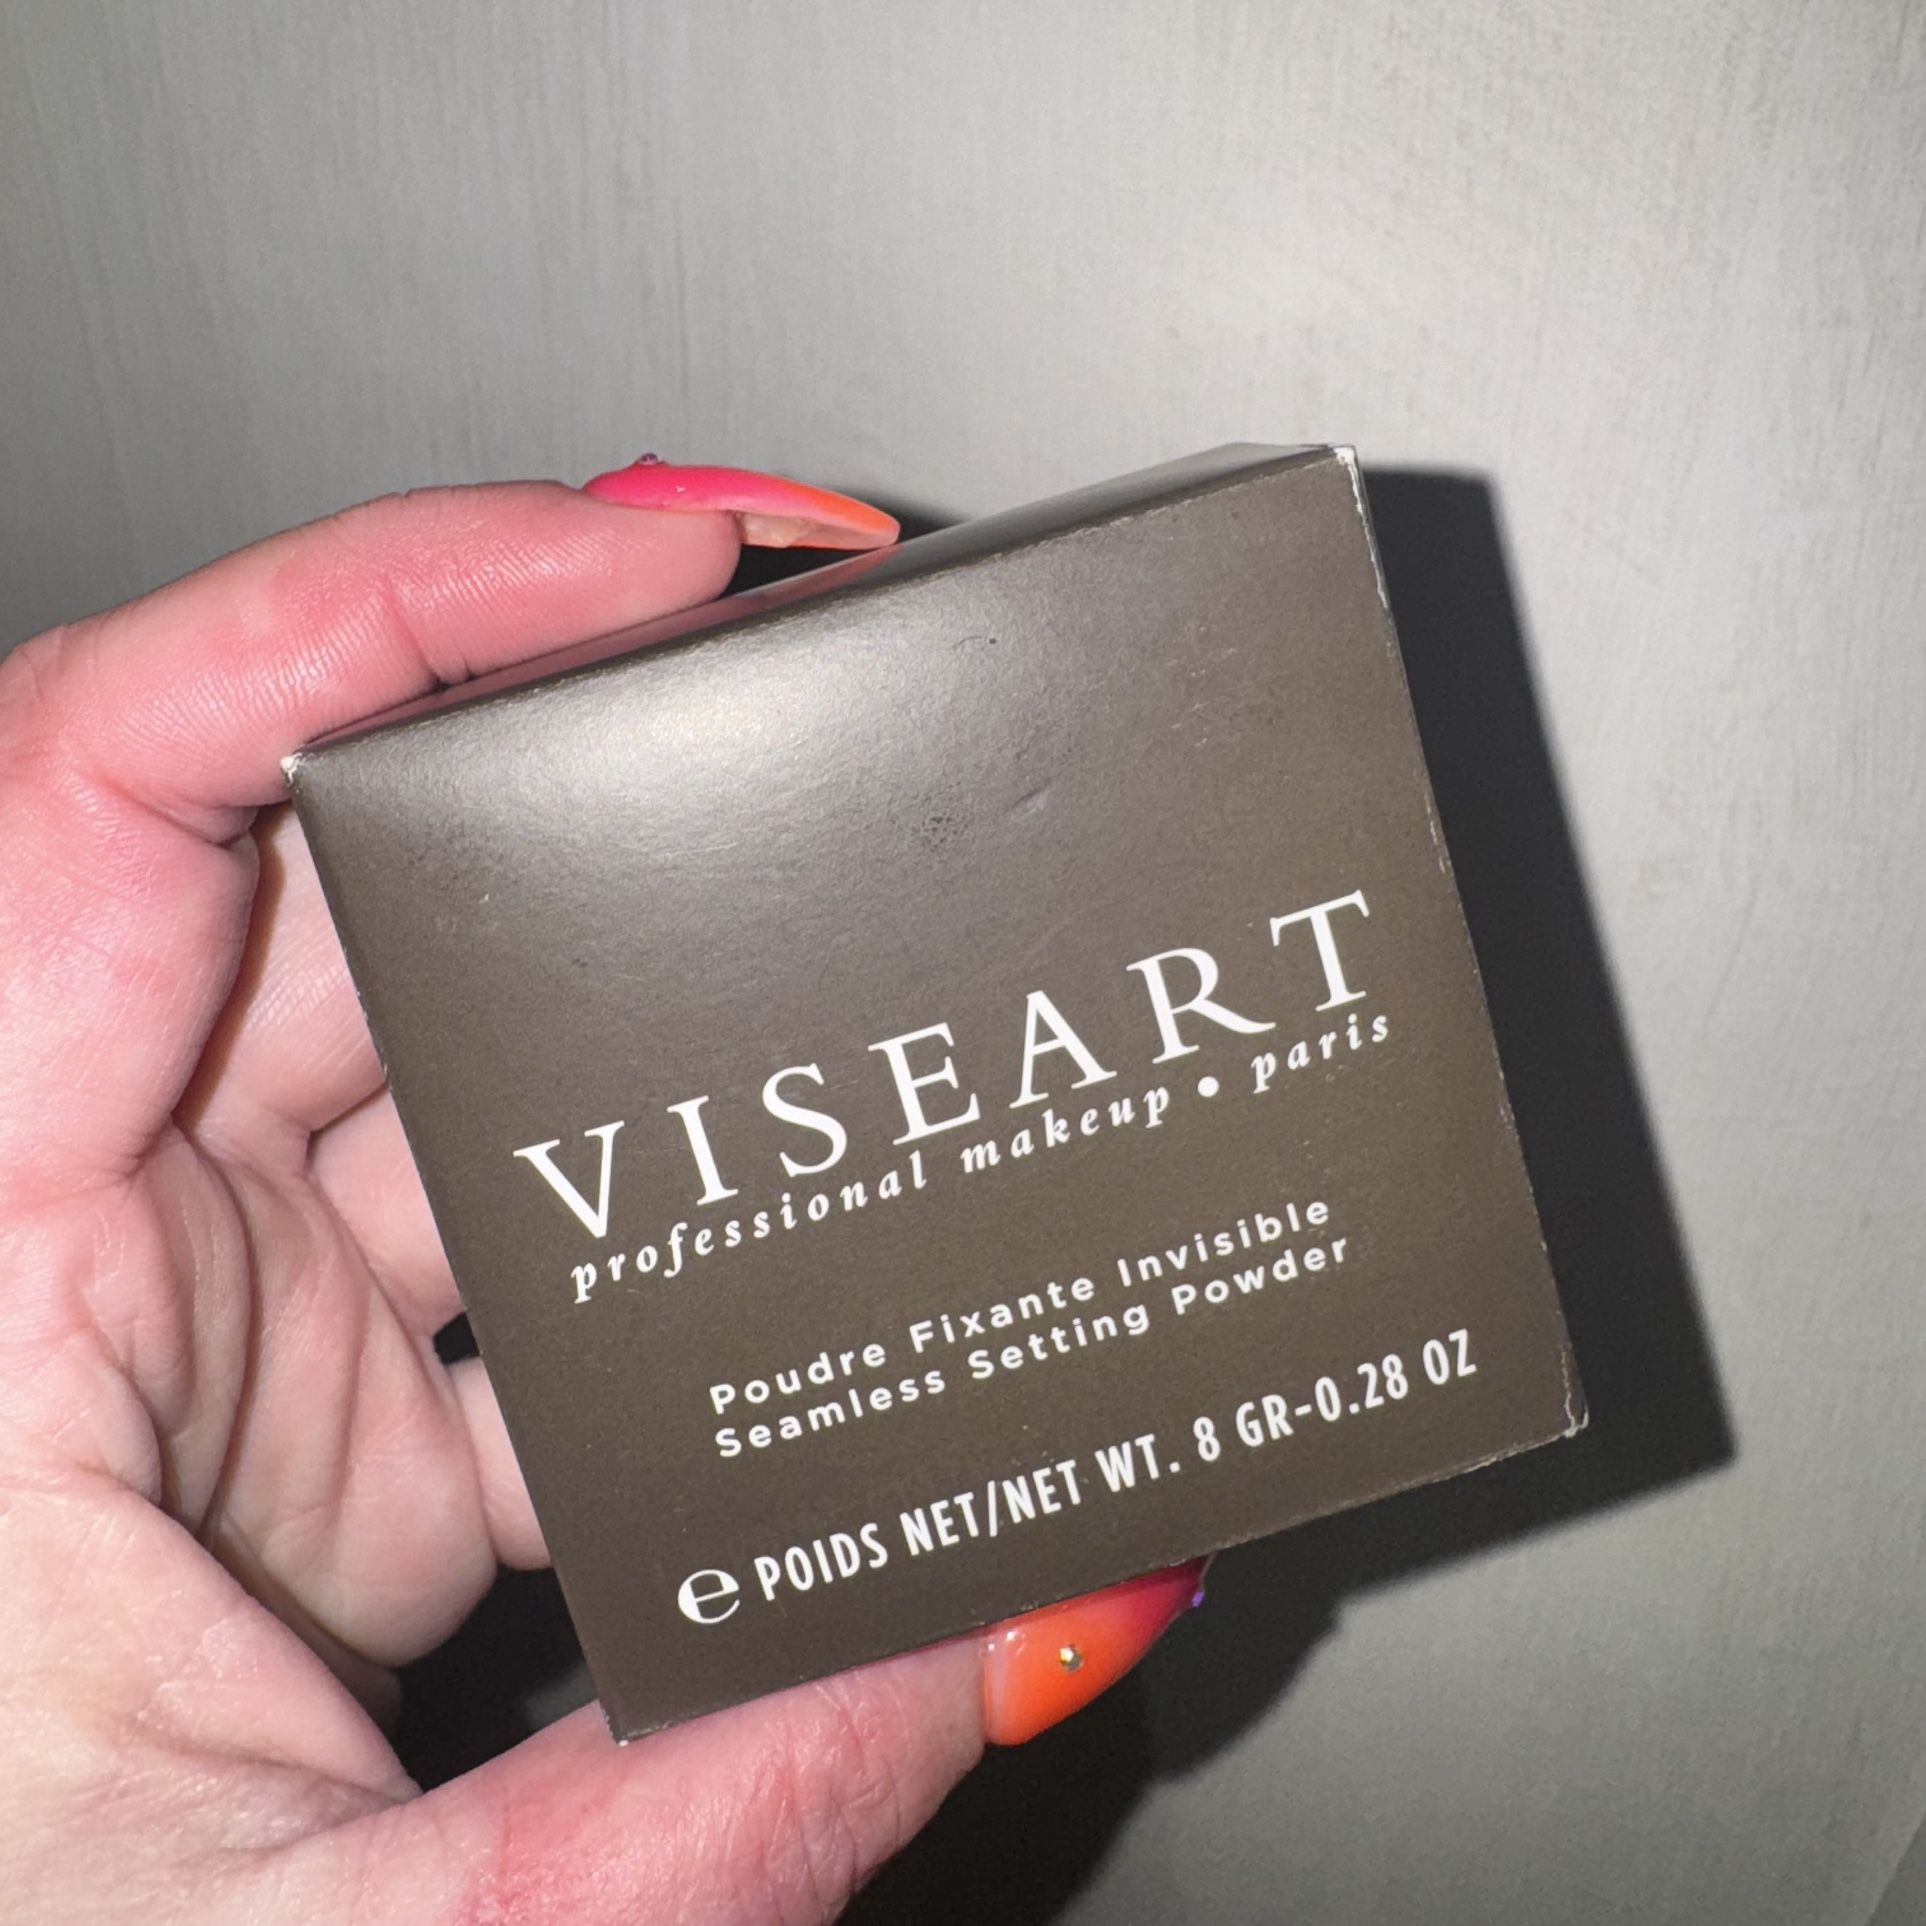 VISEART
professional makeup • paris
Poudre Fixante Invisible
Seamless Setting Powder
℮ POIDS NET/NET WT. 8 GR-0.28 OZ